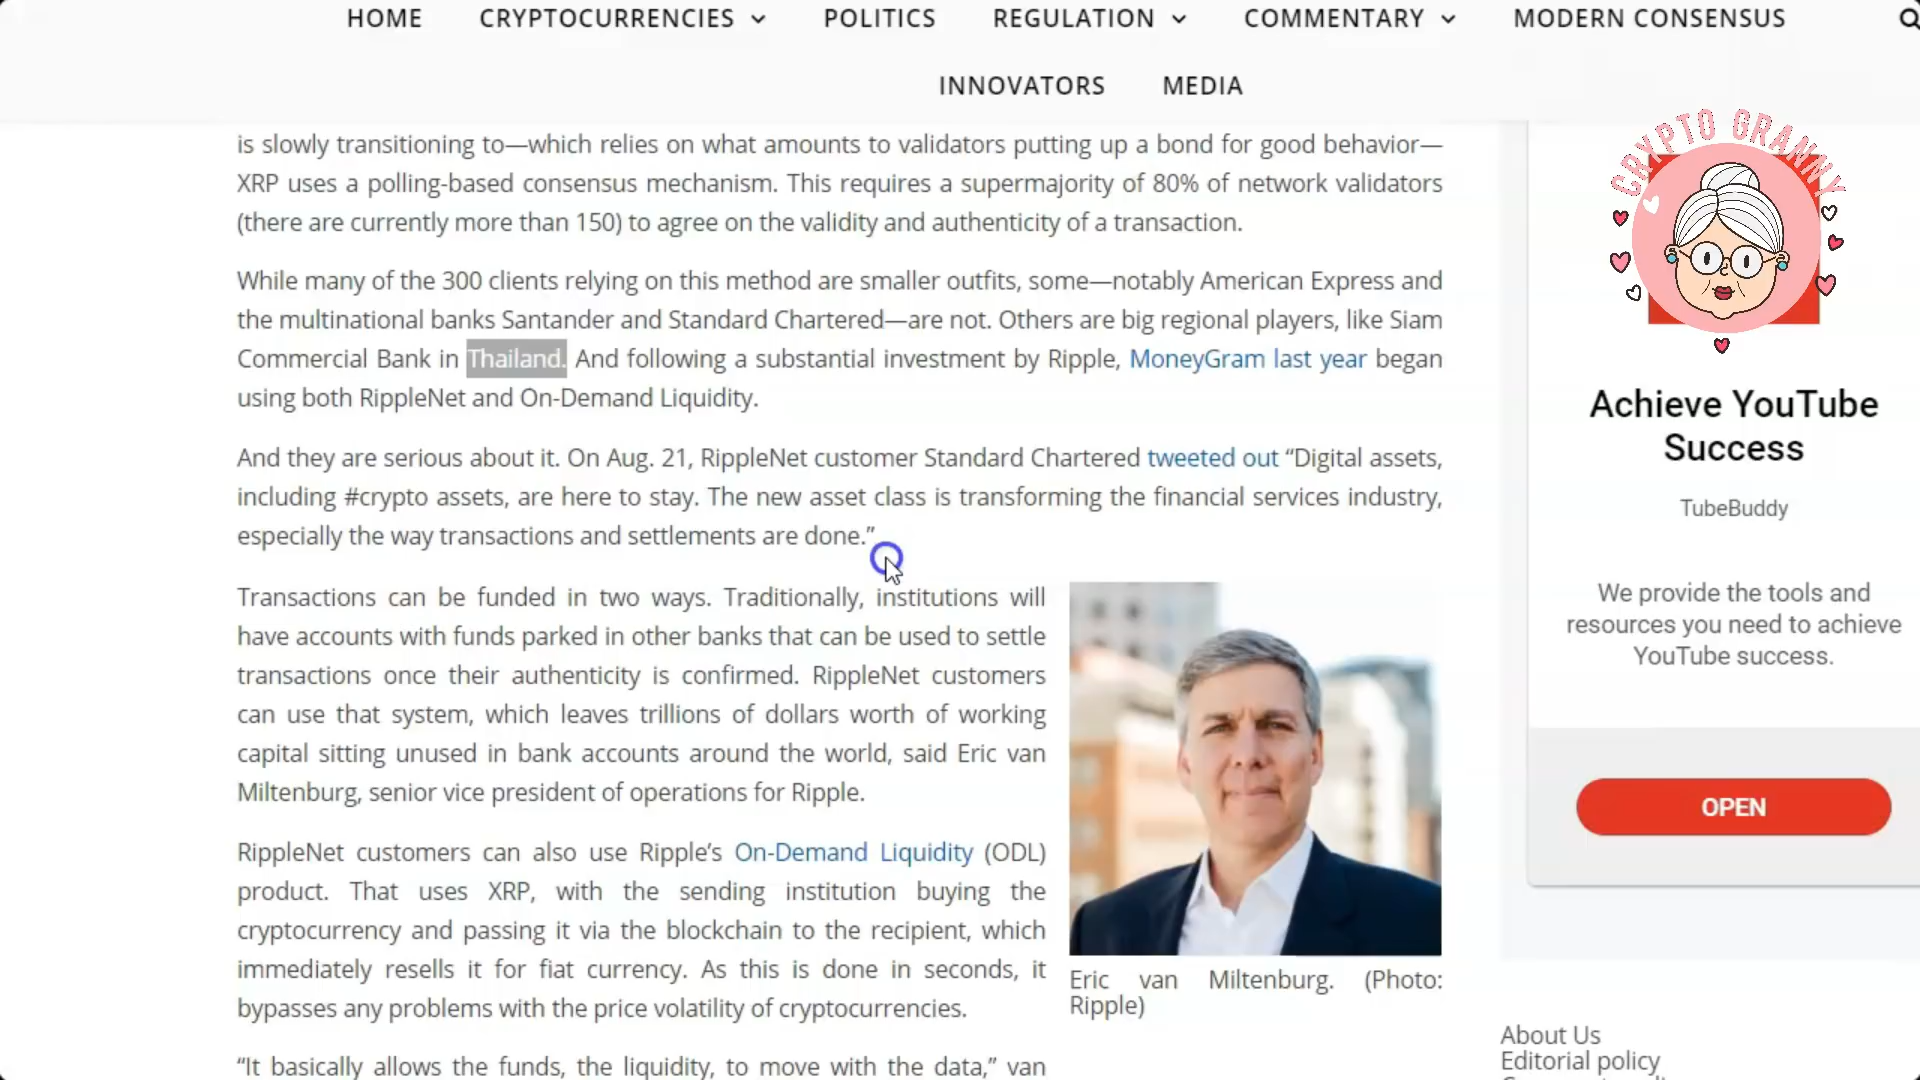 HOME CRYPTOCURRENCIES POLITICS REGULATION COMMENTARY MODERN CONSENSUS
INNOVATORS MEDIA
is slowly transitioning to—which relies on what amounts to validators putting up a bond for good behavior—
XRP uses a polling-based consensus mechanism. This requires a supermajority of 80% of network validators
(there are currently more than 150) to agree on the validity and authenticity of a transaction.
While many of the 300 clients relying on this method are smaller outfits, some—notably American Express and
the multinational banks Santander and Standard Chartered—are not. Others are big regional players, like Siam
Commercial Bank in Thailand. And following a substantial investment by Ripple, MoneyGram last year began
using both RippleNet and On-Demand Liquidity.
And they are serious about it. On Aug. 21, RippleNet customer Standard Chartered tweeted out “Digital assets,
including #crypto assets, are here to stay. The new asset class is transforming the financial services industry,
especially the way transactions and settlements are done.”
Transactions can be funded in two ways. Traditionally, institutions will
have accounts with funds parked in other banks that can be used to settle
transactions once their authenticity is confirmed. RippleNet customers
can use that system, which leaves trillions of dollars worth of working
capital sitting unused in bank accounts around the world, said Eric van
Miltenburg, senior vice president of operations for Ripple.
RippleNet customers can also use Ripple’s On-Demand Liquidity (ODL)
product. That uses XRP, with the sending institution buying the
cryptocurrency and passing it via the blockchain to the recipient, which
immediately resells it for fiat currency. As this is done in seconds, it
bypasses any problems with the price volatility of cryptocurrencies.
“It basically allows the funds, the liquidity, to move with the data,” van
Eric van Miltenburg. (Photo:
Ripple)
CRYPTO GRANNY
Achieve YouTube
Success
TubeBuddy
We provide the tools and
resources you need to achieve
YouTube success.
OPEN
About Us
Editorial policy